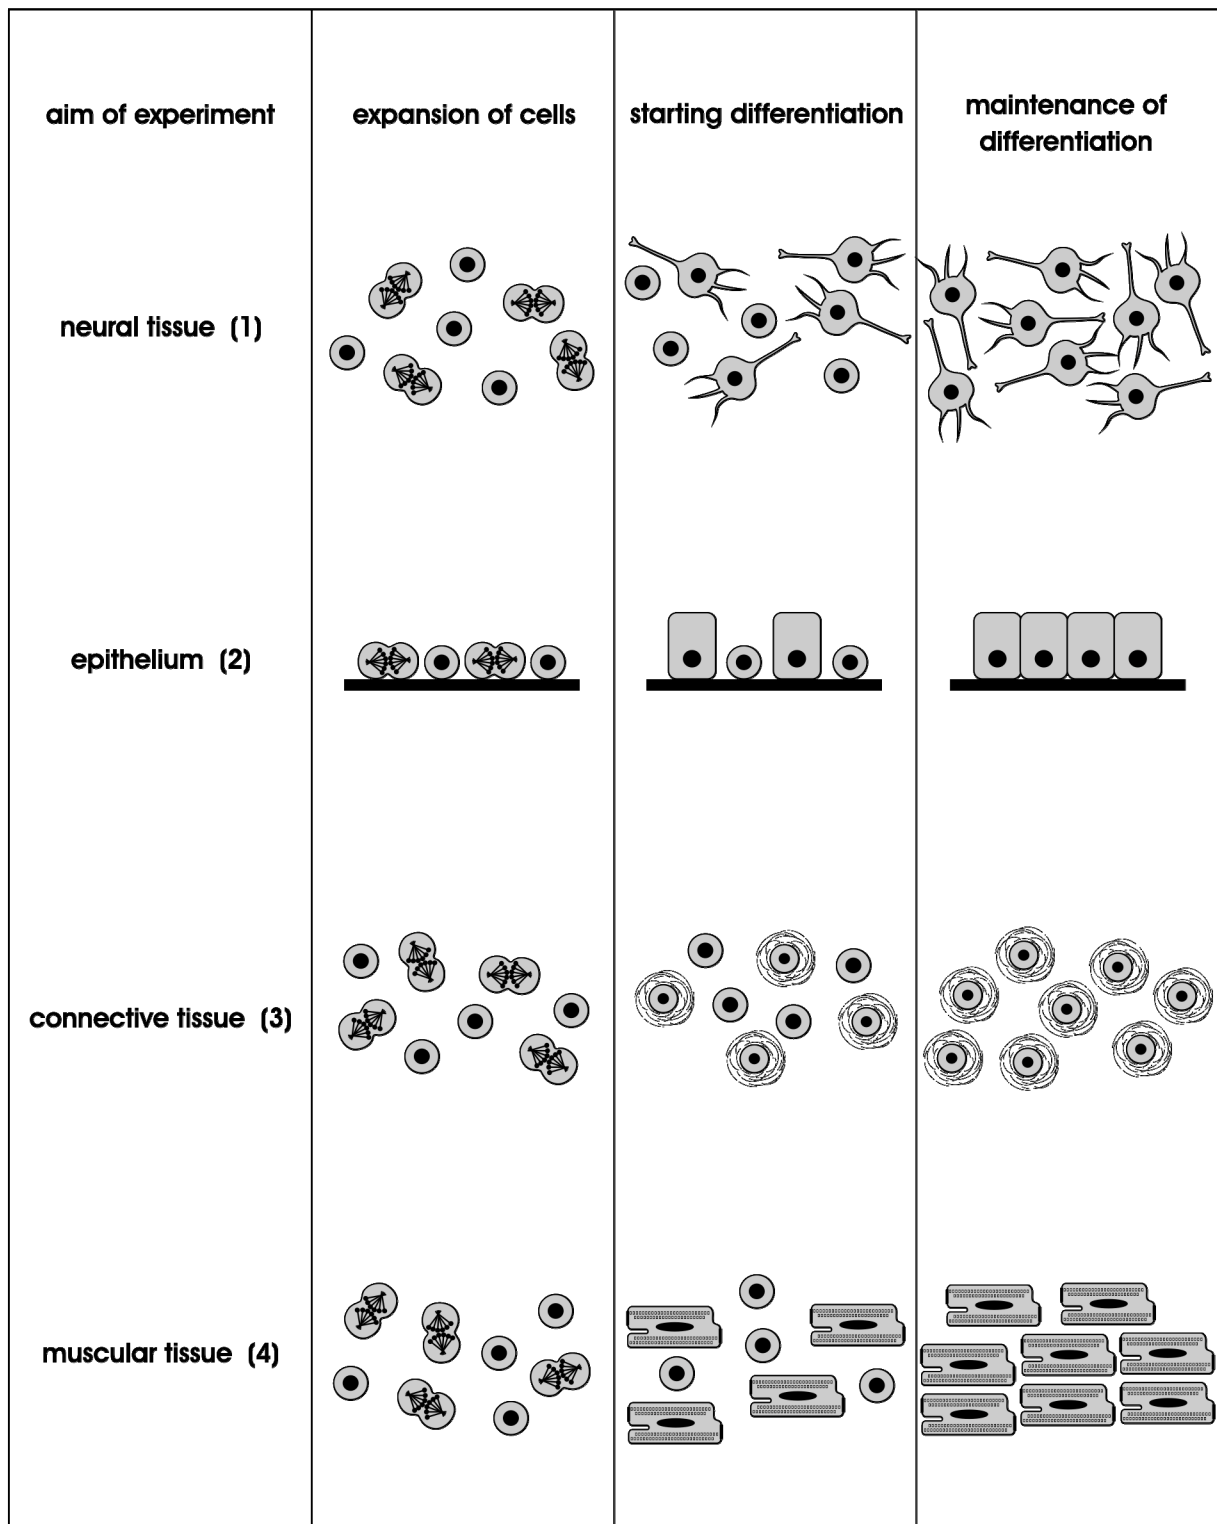 aim of experiment
expansion of cells
starting differentiation
maintenance of
differentiation
neural tissue (1)
epithelium (2)
connective tissue (3)
muscular tissue (4)